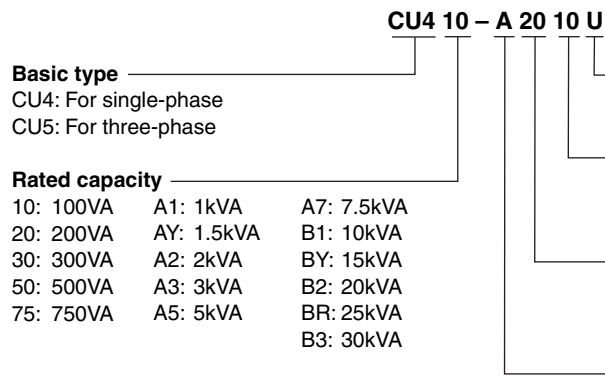 CU4 10 – A 20 10 U
Basic type
CU4: For single-phase
CU5: For three-phase
Rated capacity
10: 100VA A1: 1kVA A7: 7.5kVA
20: 200VA AY: 1.5kVA B1: 10kVA
30: 300VA A2: 2kVA BY: 15kVA
50: 500VA A3: 3kVA B2: 20kVA
75: 750VA A5: 5kVA BR: 25kVA
B3: 30kVA